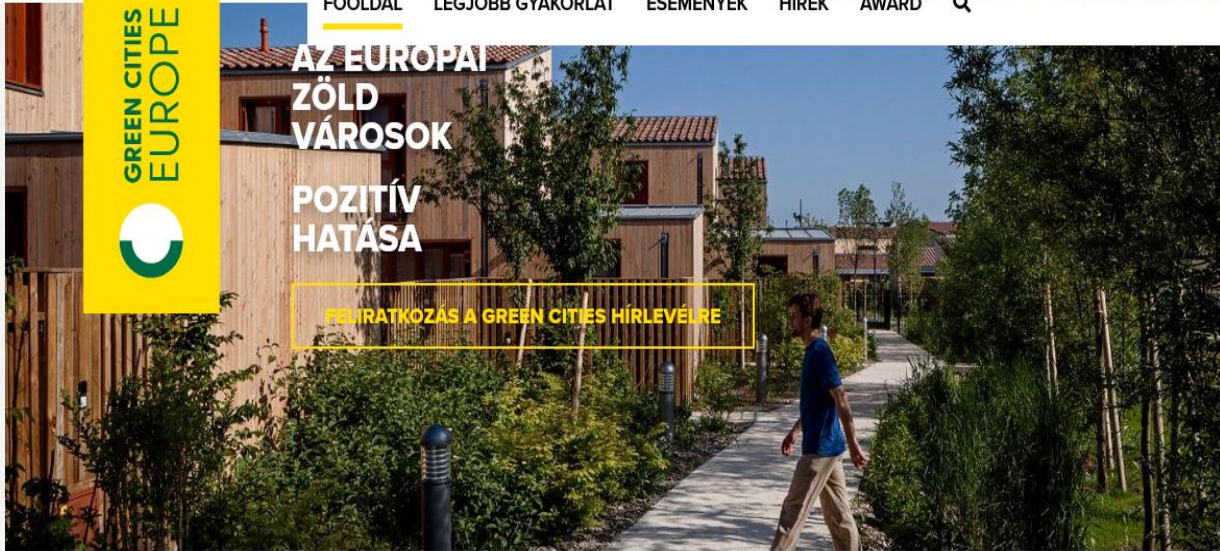 FŐOLDAL LEGJOBB GYAKORLAT ESEMÉNYEK HÍREK AWARD
GREEN CITIES
EUROPE
AZ EURÓPAI
ZÖLD
VÁROSOK
POZITÍV
HATÁSA
FELIRATKOZÁS A GREEN CITIES HÍRLEVÉLRE